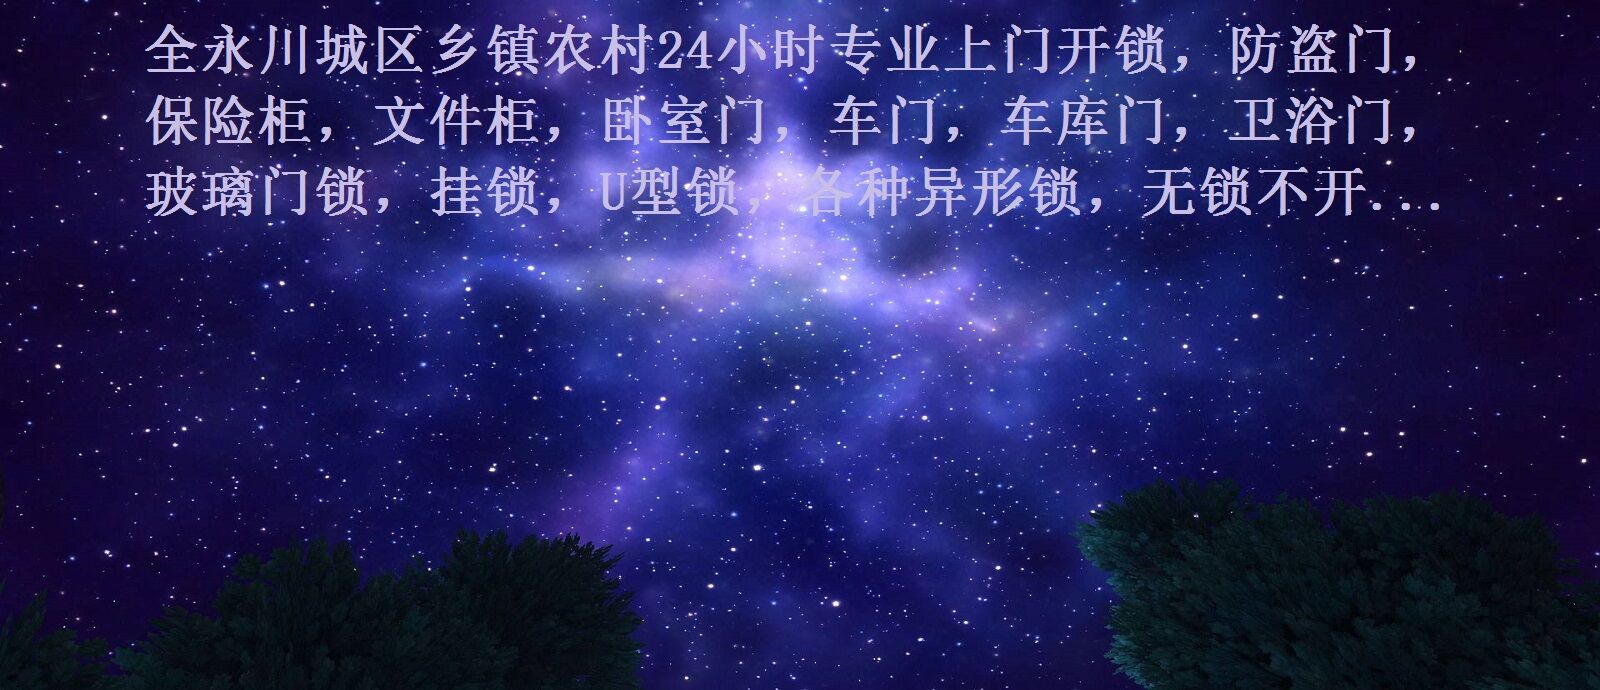 全永川城区乡镇农村24小时专业上门开锁，防盗门，
保险柜，文件柜，卧室门，车门，车库门，卫浴门，
玻璃门锁，挂锁，U型锁，各种异形锁，无锁不开...